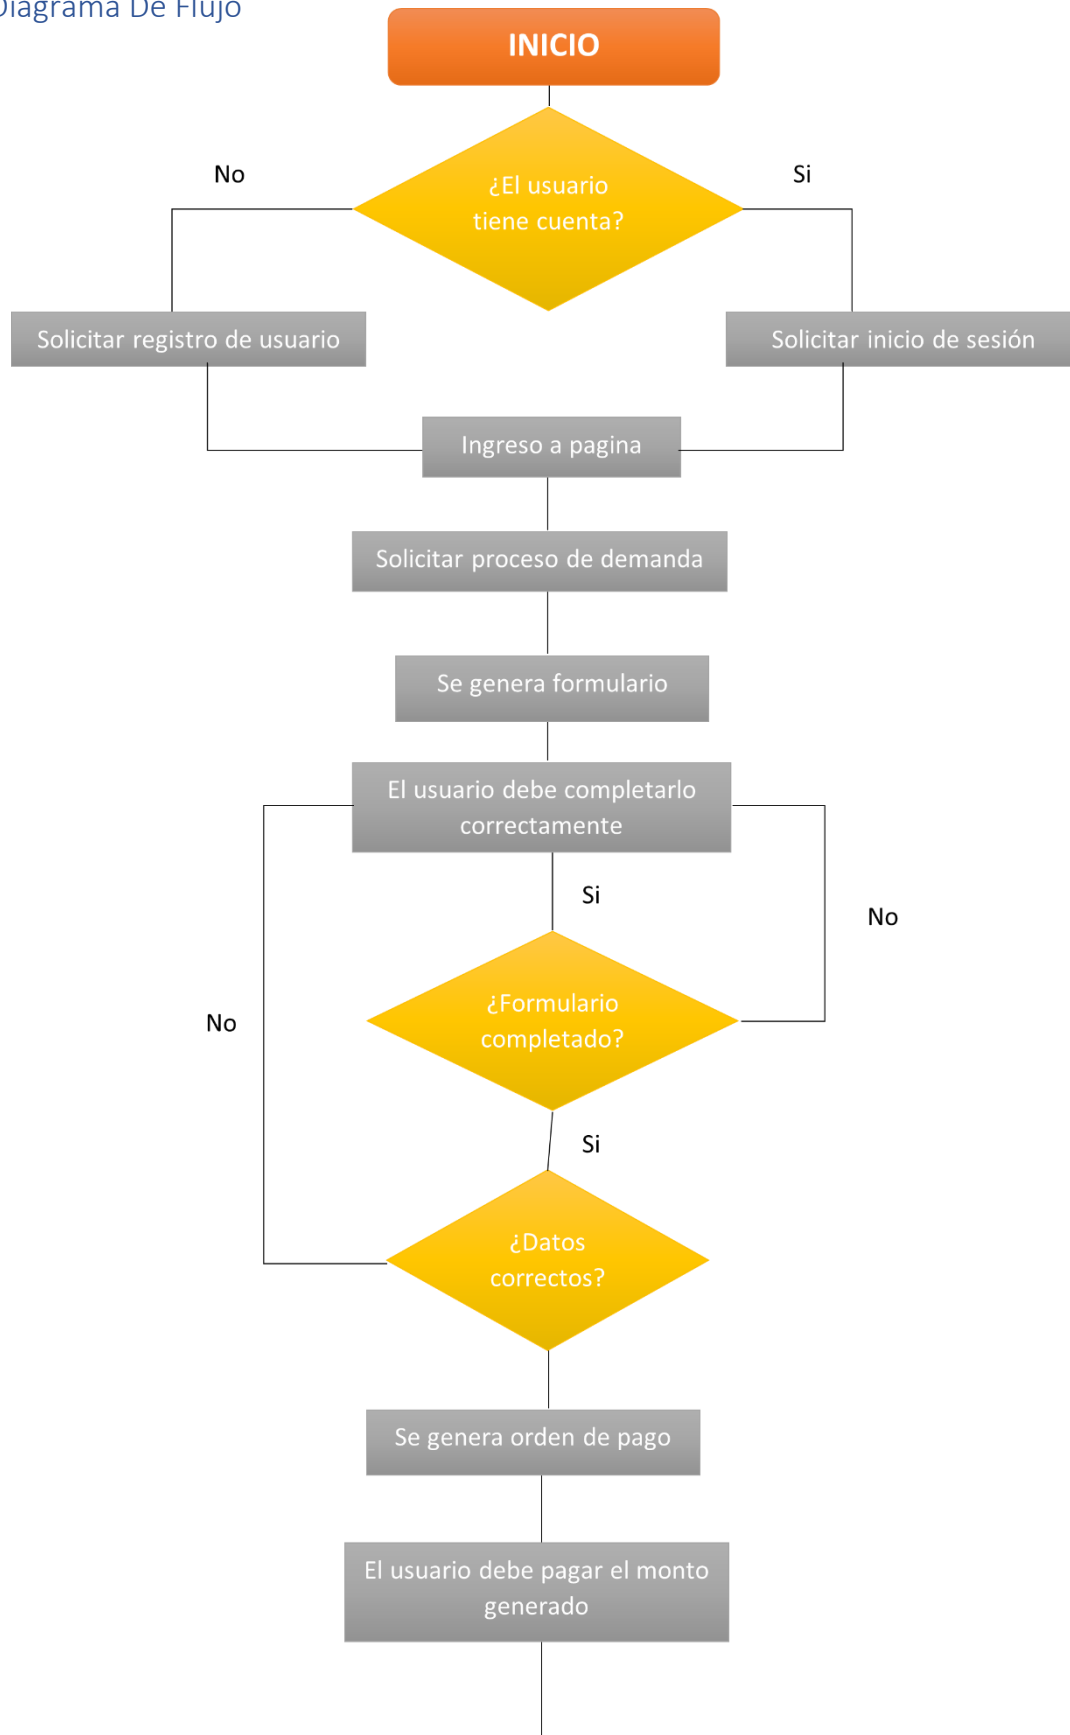 Diagrama De Flujo
INICIO
No
Si
¿El usuario
tiene cuenta?
Solicitar registro de usuario
Solicitar inicio de sesión
Ingreso a pagina
Solicitar proceso de demanda
Se genera formulario
El usuario debe completarlo
correctamente
Si
No
¿Formulario
completado?
No
Si
¿Datos
correctos?
Se genera orden de pago
El usuario debe pagar el monto
generado